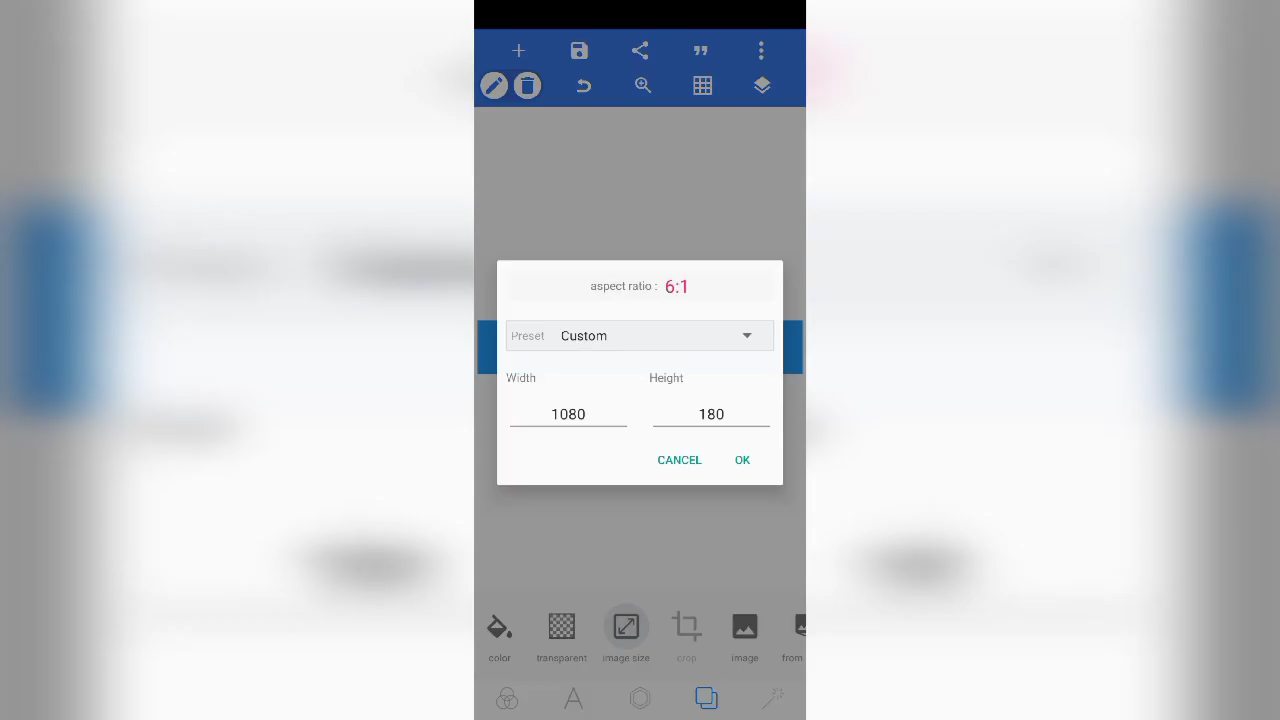 aspect ratio : 6:1
Preset Custom
Width Height
1080 180
CANCEL OK
color transparent image size crop image from